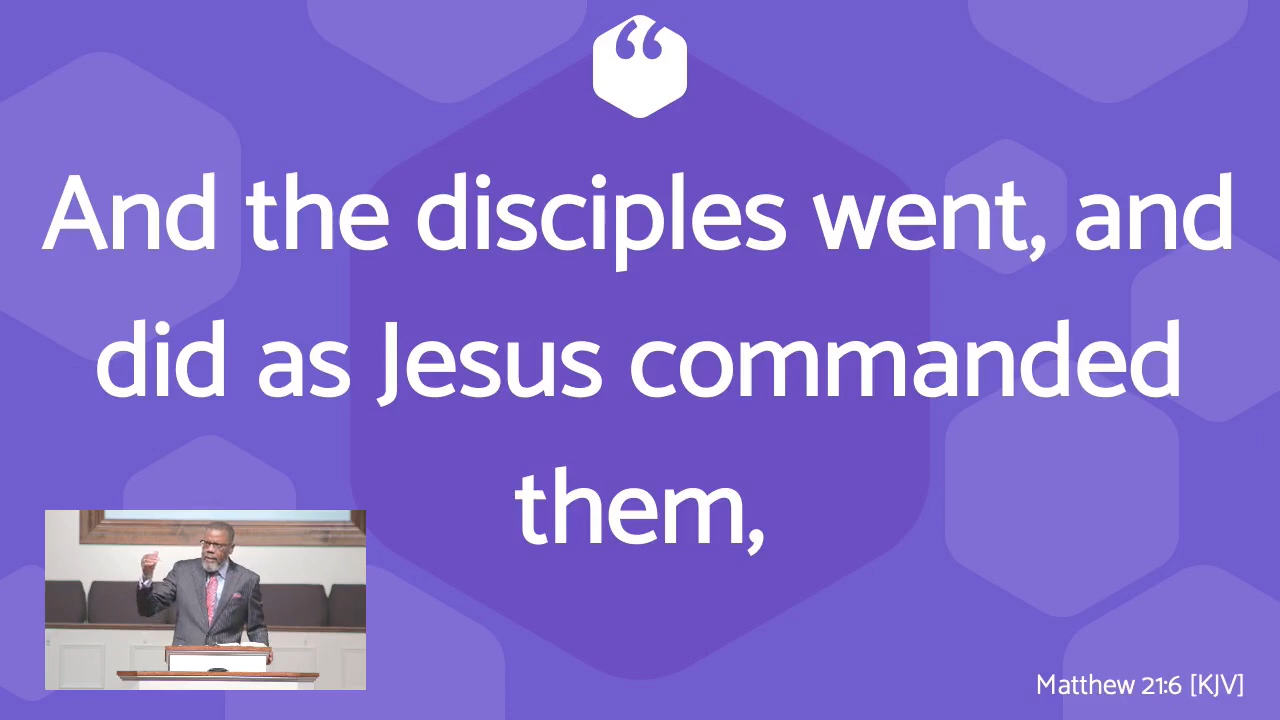 And the disciples went, and
did as Jesus commanded
them,
Matthew 21:6 [KJV]